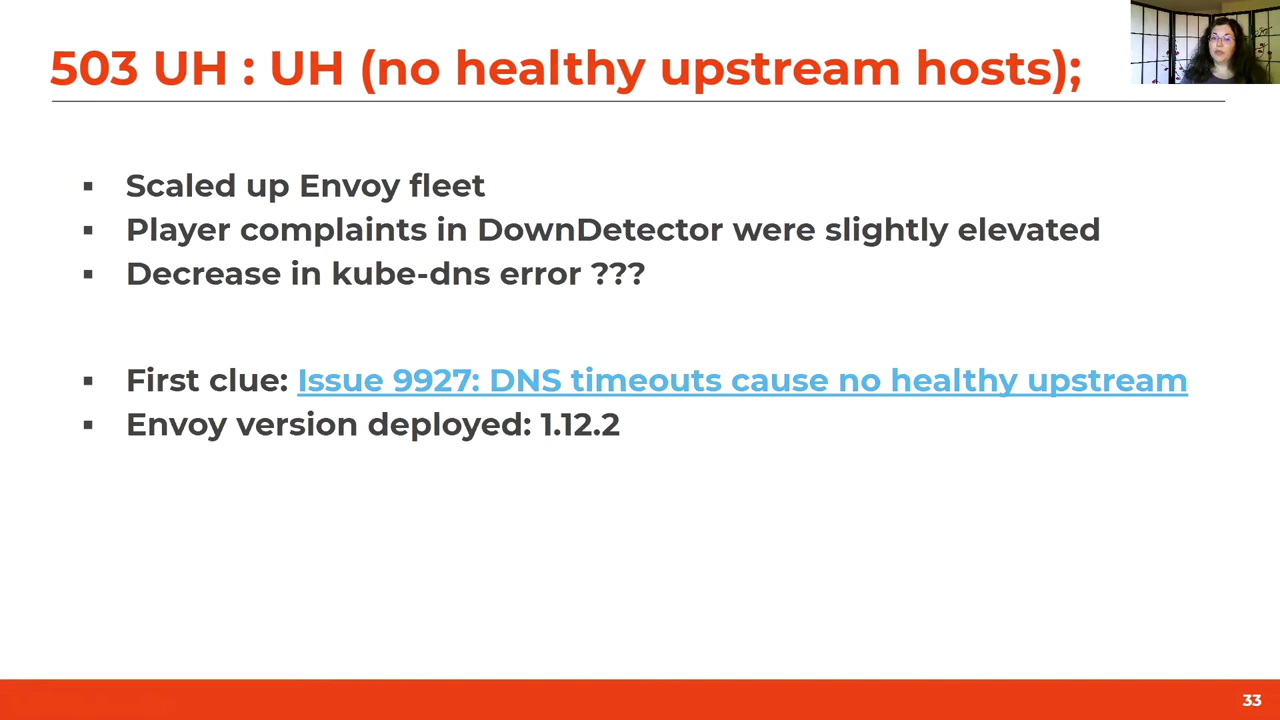 503 UH : UH (no healthy upstream hosts);
▪ Scaled up Envoy fleet
▪ Player complaints in DownDetector were slightly elevated
▪ Decrease in kube-dns error ???
▪ First clue: Issue 9927: DNS timeouts cause no healthy upstream
▪ Envoy version deployed: 1.12.2
33